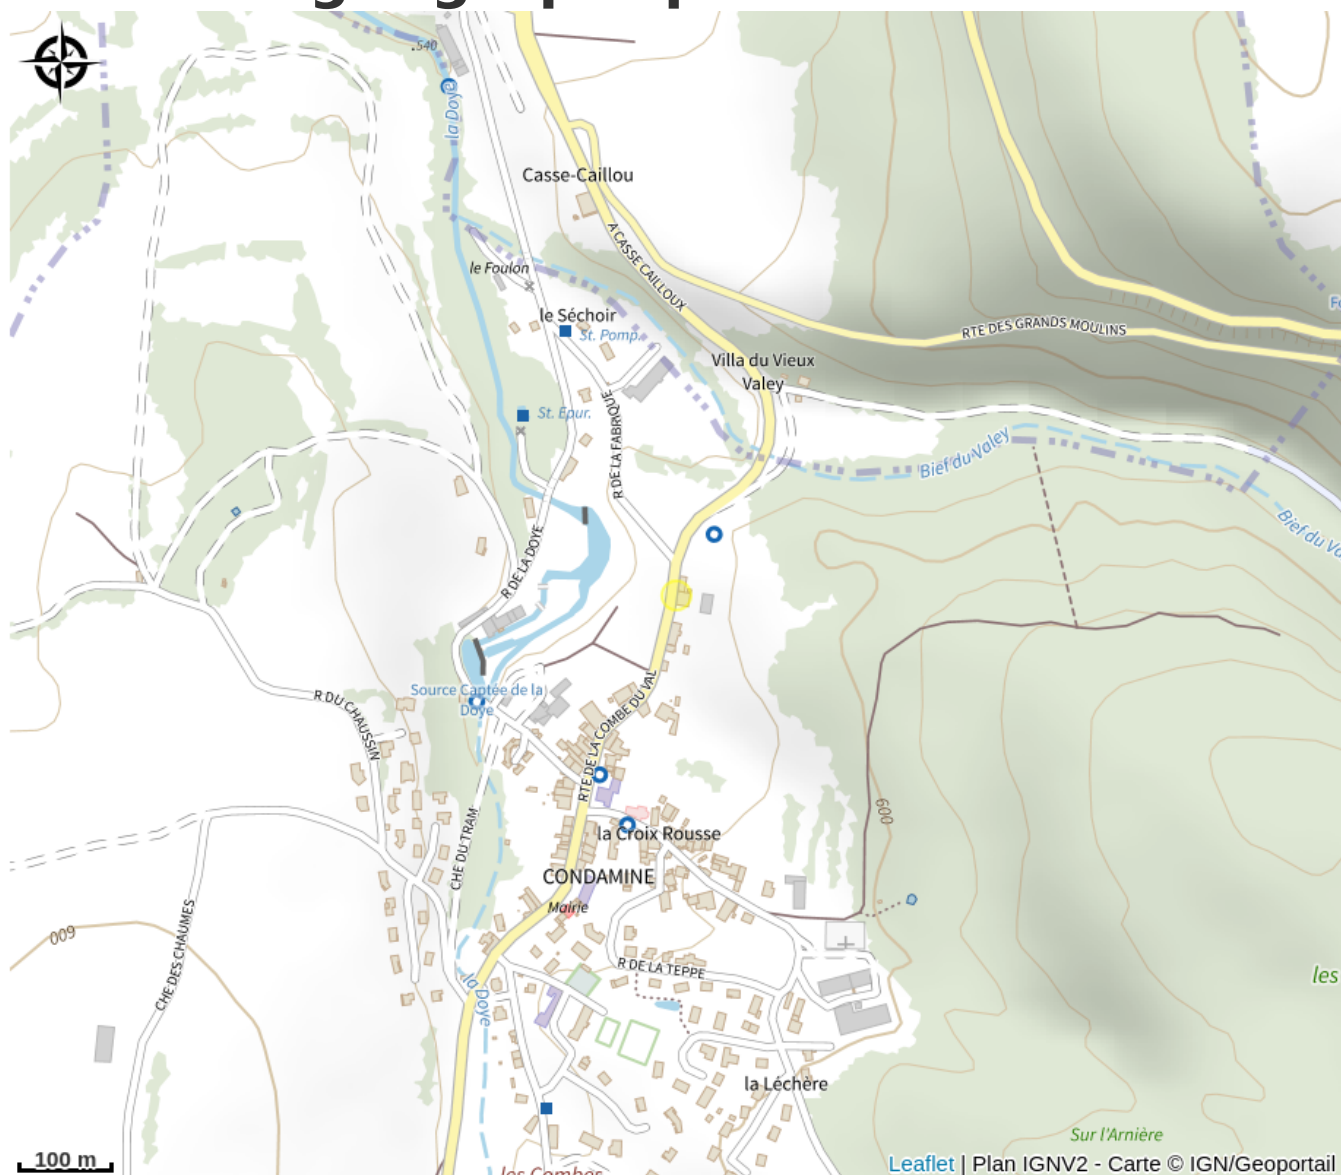 .540
la Doye
Casse-Caillou
A CASSE CAILLOUX
le Foulon
le Séchoir
St. Pomp.
RTE DES GRANDS MOULINS
Villa du Vieux
Valey
St. Epur.
R DE LA FABRIQUE
Bief du Valey
R DE LA DOYE
Source Captée de la
Doye
R DU CHAUSSIN
RTE DE LA COMBE DU VAL
CHE DU TRAM
la Croix Rousse
600
CONDAMINE
Mairie
600
CHE DES CHAUMES
R DE LA TEPPE
la Doye
les
la Léchère
Sur l'Arnière
100 m
les Combes
Leaflet | Plan IGNV2 - Carte © IGN/Geoportail